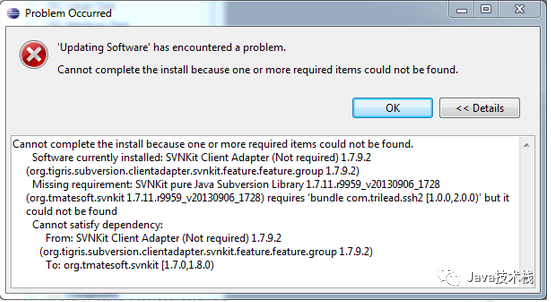 Problem Occurred
'Updating Software' has encountered a problem.
Cannot complete the install because one or more required items could not be found.
OK
<< Details
Cannot complete the install because one or more required items could not be found.
Software currently installed: SVNKit Client Adapter (Not required) 1.7.9.2
(org.tigris.subversion.clientadapter.svnkit.feature.feature.group 1.7.9.2)
Missing requirement: SVNKit pure Java Subversion Library 1.7.11.r9959_v20130906_1728
(org.tmatesoft.svnkit 1.7.11.r9959_v20130906_1728) requires 'bundle com.trilead.ssh2 [1.0.0,2.0.0)' but it
could not be found
Cannot satisfy dependency:
From: SVNKit Client Adapter (Not required) 1.7.9.2
(org.tigris.subversion.clientadapter.svnkit.feature.feature.group 1.7.9.2)
To: org.tmatesoft.svnkit [1.7.0,1.8.0)
Java技术栈